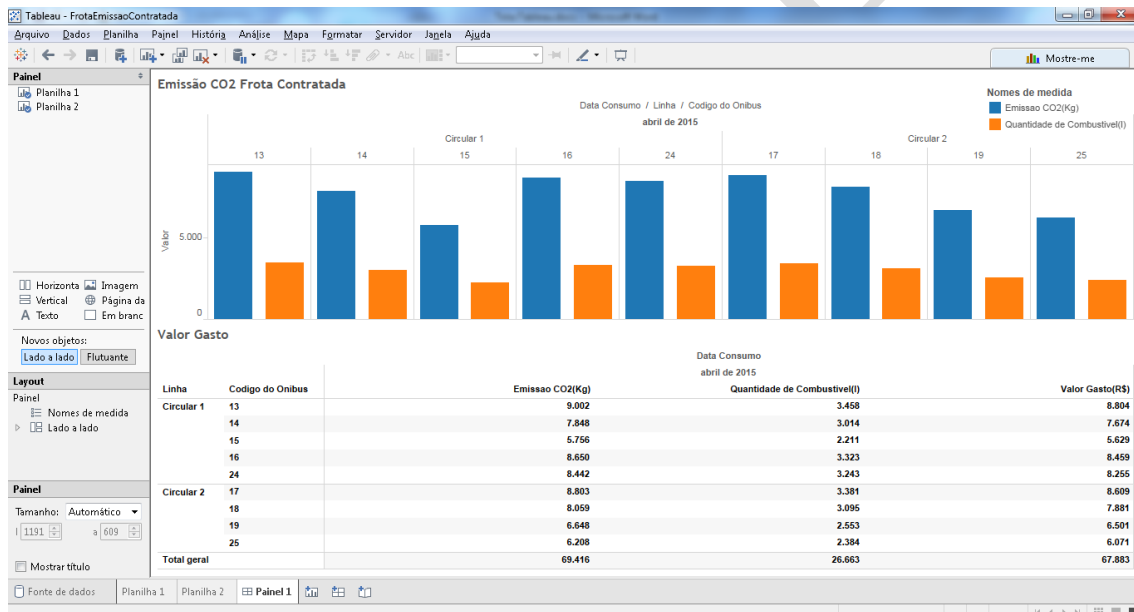 Tableau - FrotaEmissaoContratada
Arquivo Dados Planilha Painel História Análise Mapa Formatar Servidor Janela Ajuda
Abc
Mostre-me
Painel
Planilha 1
Planilha 2
Horizonta Imagem
Vertical Página da
Texto Em branc
Novos objetos:
Lado a lado Flutuante
Layout
Painel
Nomes de medida
Lado a lado
Painel
Tamanho: Automático
l 1191 a 609
Mostrar título
Emissão CO2 Frota Contratada
Data Consumo / Linha / Codigo do Onibus
abril de 2015
Circular 1 Circular 2
13 14 15 16 24 17 18 19 25
Valor
5.000
0
Nomes de medida
Emissao CO2(Kg)
Quantidade de Combustivel(l)
Valor Gasto
Data Consumo
abril de 2015
Linha Codigo do Onibus Emissao CO2(Kg) Quantidade de Combustivel(l) Valor Gasto(R$)
Circular 1 13 9.002 3.458 8.804
14 7.848 3.014 7.674
15 5.756 2.211 5.629
16 8.650 3.323 8.459
24 8.442 3.243 8.255
Circular 2 17 8.803 3.381 8.609
18 8.059 3.095 7.881
19 6.648 2.553 6.501
25 6.208 2.384 6.071
Total geral 69.416 26.663 67.883
Fonte de dados Planilha 1 Planilha 2 Painel 1